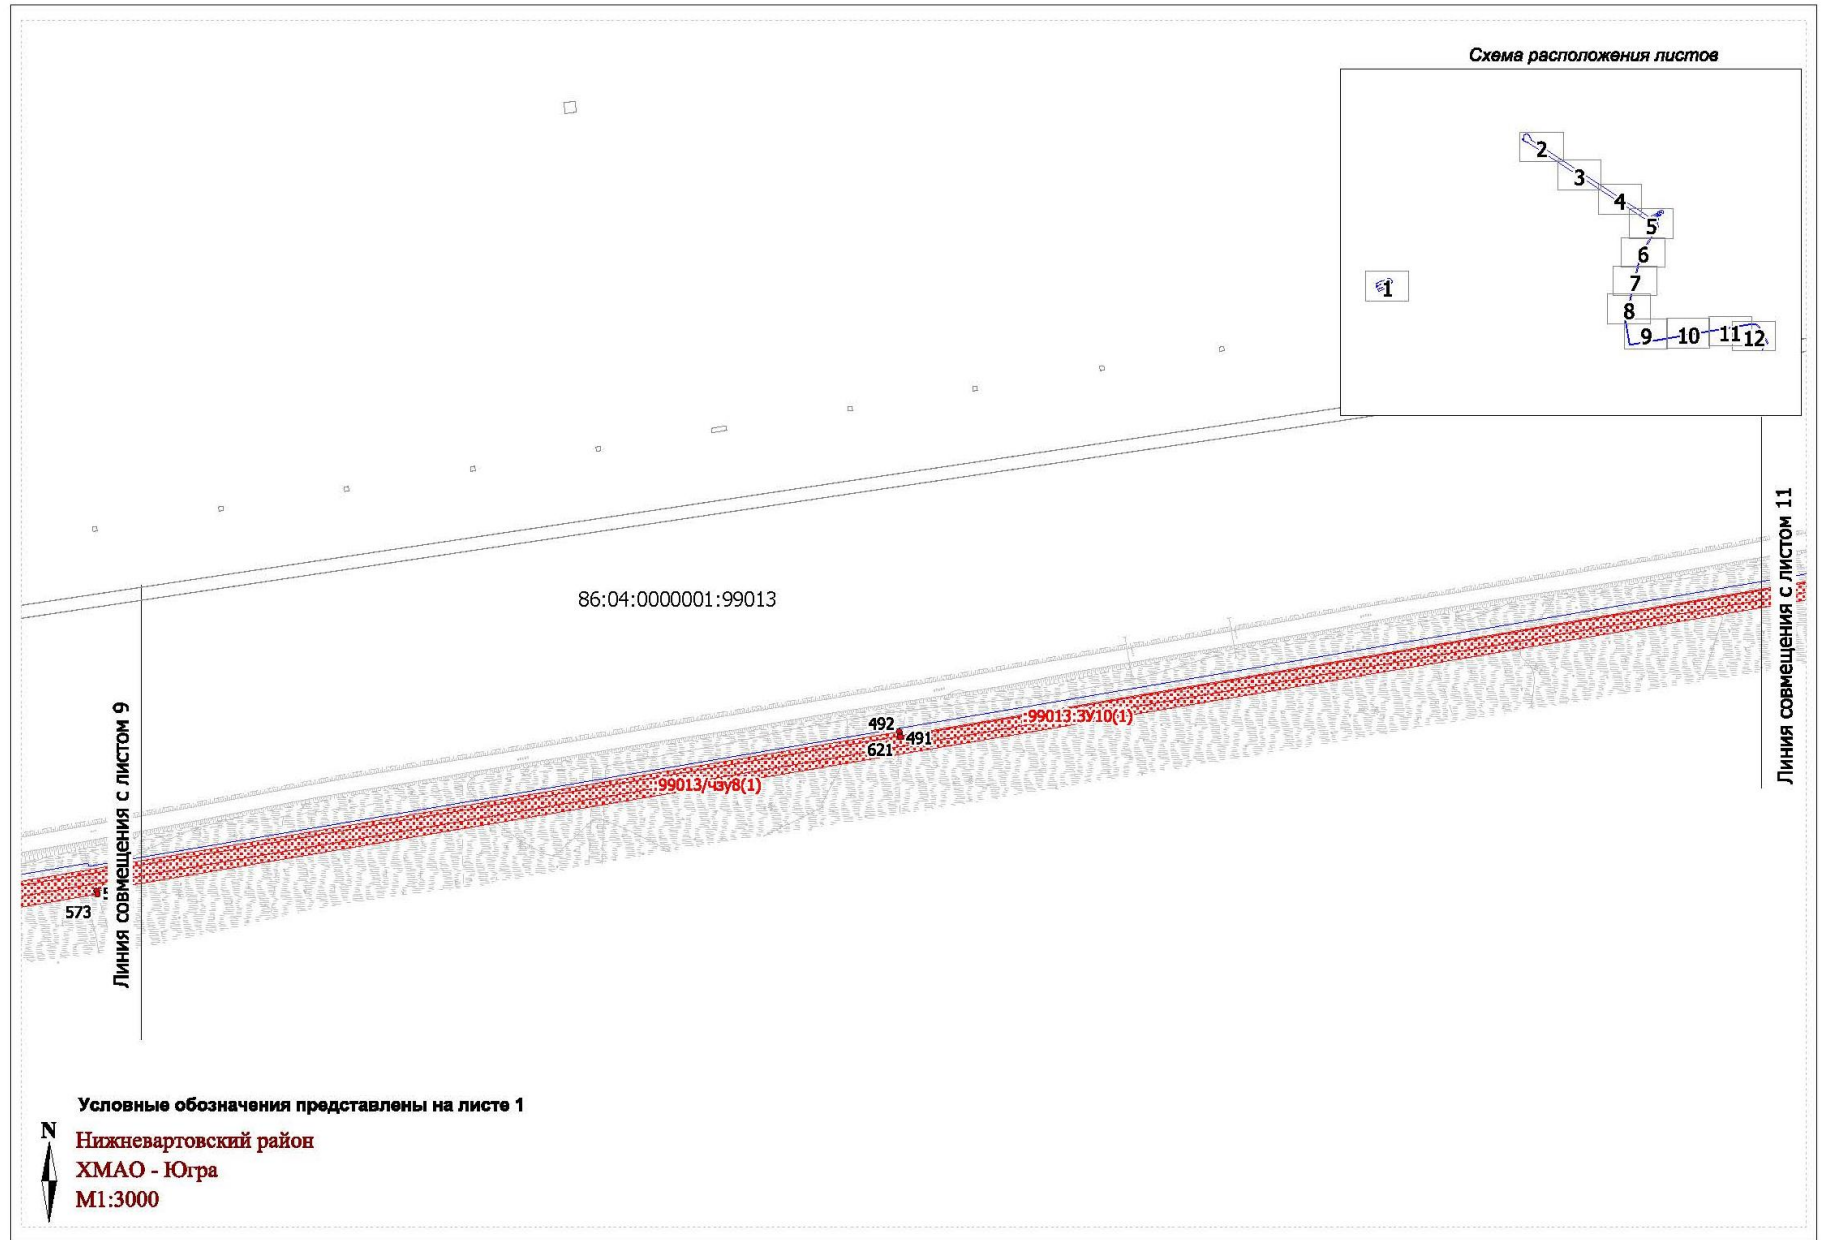 Схема расположения листов
2
3
4
5
6
7
1
8
9
10
11
12
Линия совмещения с листом 11
86:04:0000001:99013
492
491
:99013:ЗУ10(1)
621
:99013/чзу8(1)
Линия совмещения с листом 9
573
Условные обозначения представлены на листе 1
N
Нижневартовский район
ХМАО - Югра
М1:3000